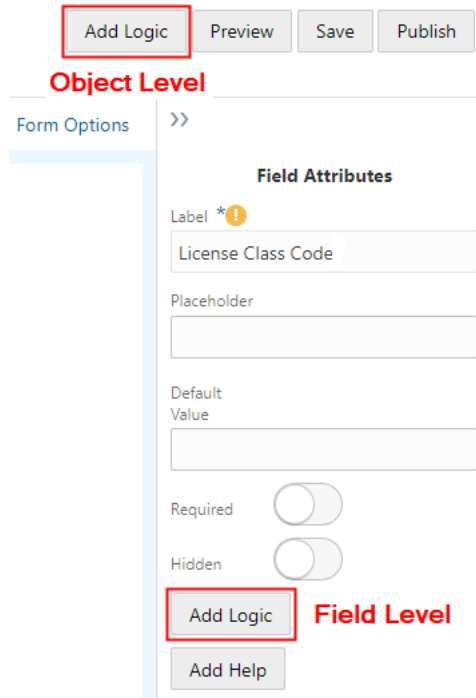 Add Logic Preview Save Publish
Object Level
Form Options
Field Attributes
Label *
License Class Code
Placeholder
Default
Value
Required
Hidden
Add Logic Field Level
Add Help